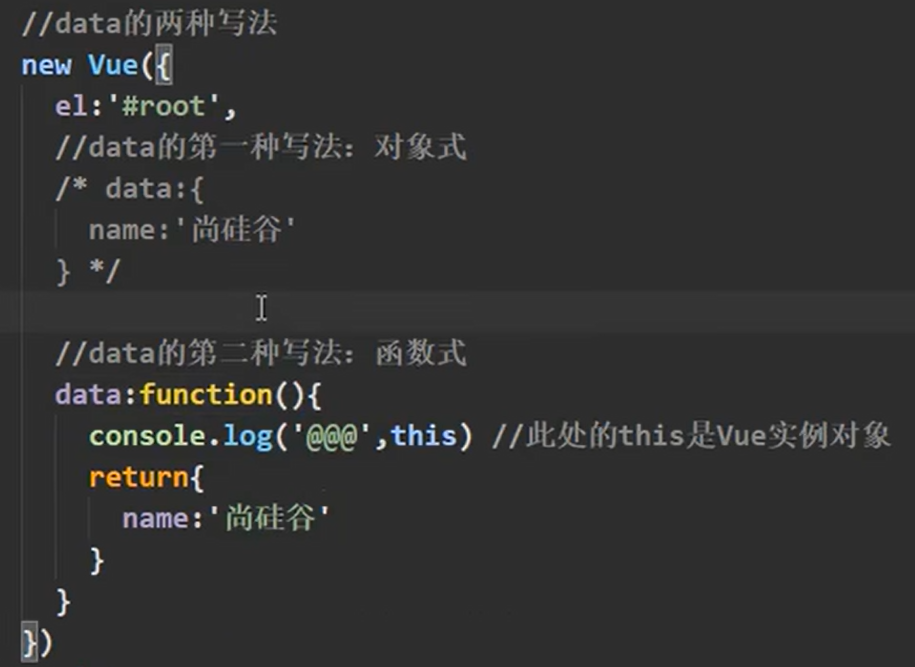 //data的两种写法
new Vue({
el:'#root',
//data的第一种写法：对象式
/* data:{
name:'尚硅谷'
} */
//data的第二种写法：函数式
data:function(){
console.log('@@@',this) //此处的this是Vue实例对象
return{
name:'尚硅谷'
}
}
})